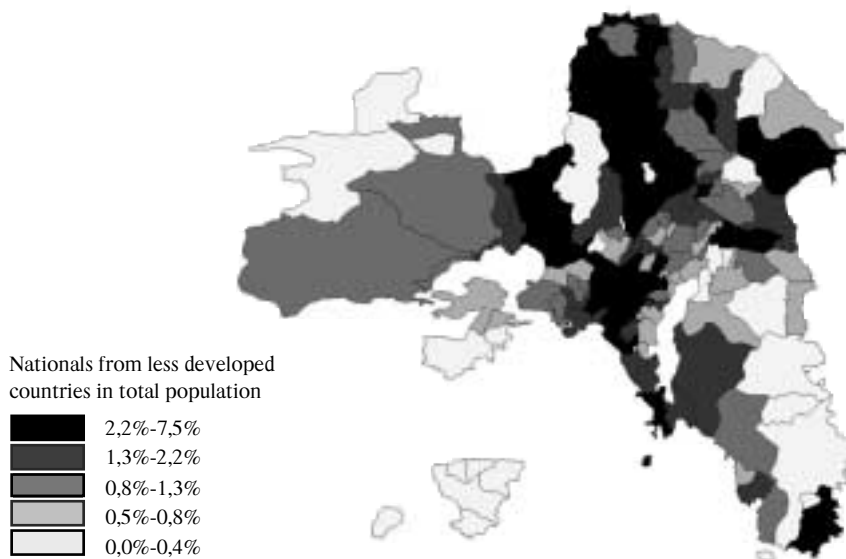 Nationals from less developed
countries in total population
2,2%-7,5%
1,3%-2,2%
0,8%-1,3%
0,5%-0,8%
0,0%-0,4%